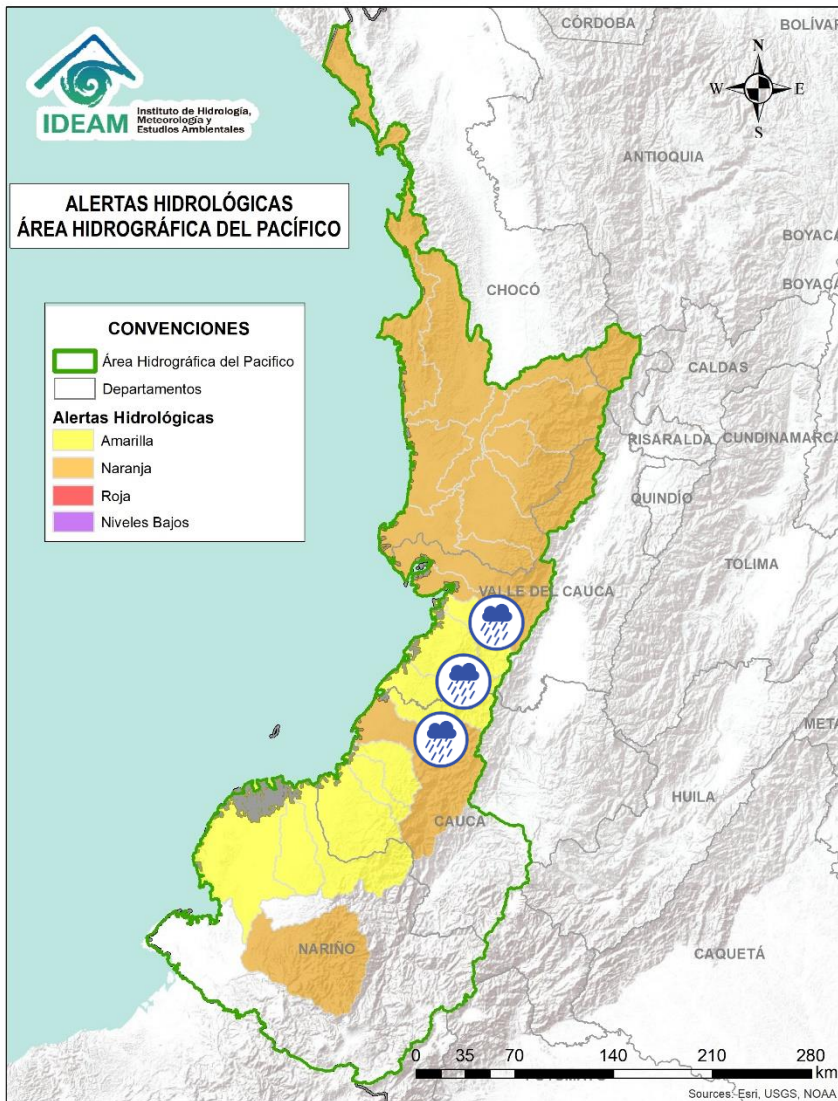 CÓRDOBA
BOLÍVAR
IDEAM
Instituto de Hidrología,
Meteorología y
Estudios Ambientales
N
W E
S
ANTIOQUIA
ALERTAS HIDROLÓGICAS
ÁREA HIDROGRÁFICA DEL PACÍFICO
BOYACÁ
CHOCÓ
BOYACÁ
CONVENCIONES
Área Hidrográfica del Pacifico
Departamentos
Alertas Hidrológicas
Amarilla
Naranja
Roja
Niveles Bajos
CALDAS
RISARALDA
CUNDINAMARCA
QUINDÍO
TOLIMA
VALLE DEL CAUCA
META
HUILA
CAUCA
NARIÑO
CAQUETÁ
0 35 70 140 210 280
km
Sources: Esri, USGS, NOAA